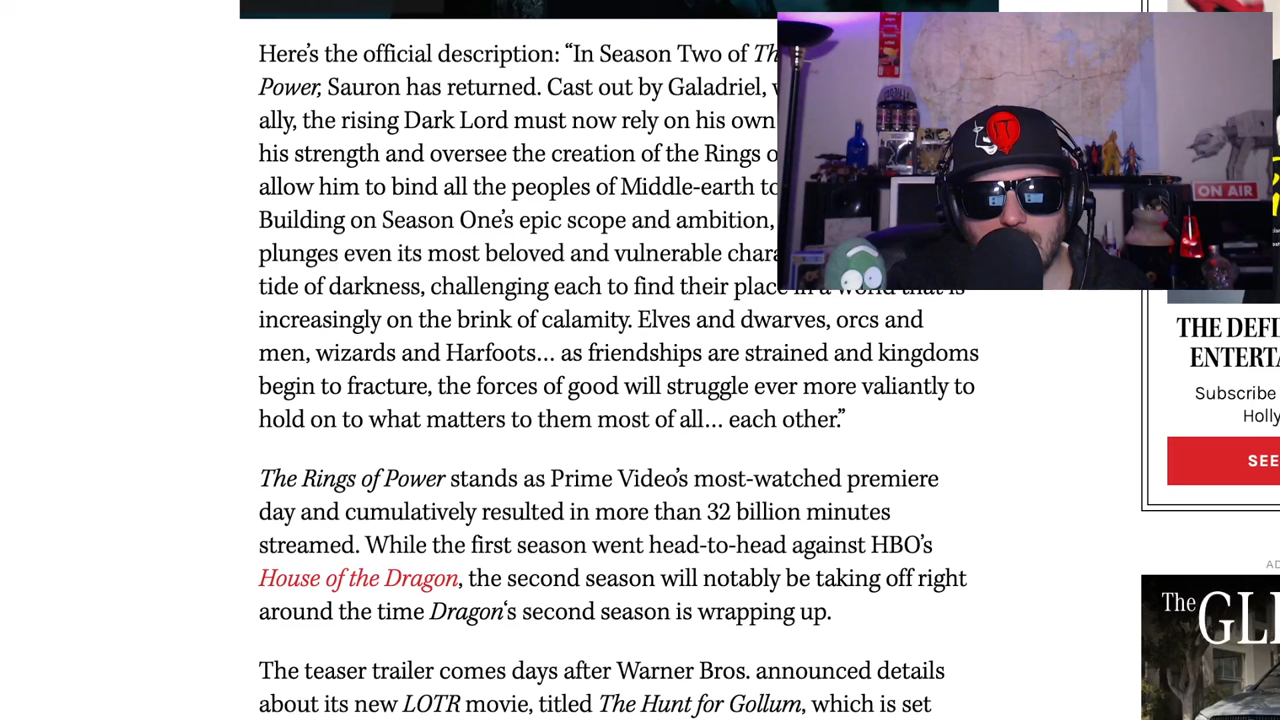 Here's the official description: “In Season Two of
Power, Sauron has returned. Cast out by Galadriel,
ally, the rising Dark Lord must now rely on his own
his strength and oversee the creation of the Rings
allow him to bind all the peoples of Middle-earth
Building on Season One's epic scope and ambition,
plunges even its most beloved and vulnerable
tide of darkness, challenging each to find their place in a world that is
increasingly on the brink of calamity. Elves and dwarves, orcs and
men, wizards and Harfoots… as friendships are strained and kingdoms
begin to fracture, the forces of good will struggle ever more valiantly to
hold on to what matters to them most of all… each other.”
The Rings of Power stands as Prime Video's most-watched premiere
day and cumulatively resulted in more than 32 billion minutes
streamed. While the first season went head-to-head against HBO's
House of the Dragon, the second season will notably be taking off right
around the time Dragon‘s second season is wrapping up.
The teaser trailer comes days after Warner Bros. announced details
about its new LOTR movie, titled The Hunt for Gollum, which is set
ON AIR
THE DEFI
ENTERTA
Subscribe
Holly
SEE
AD
The GL